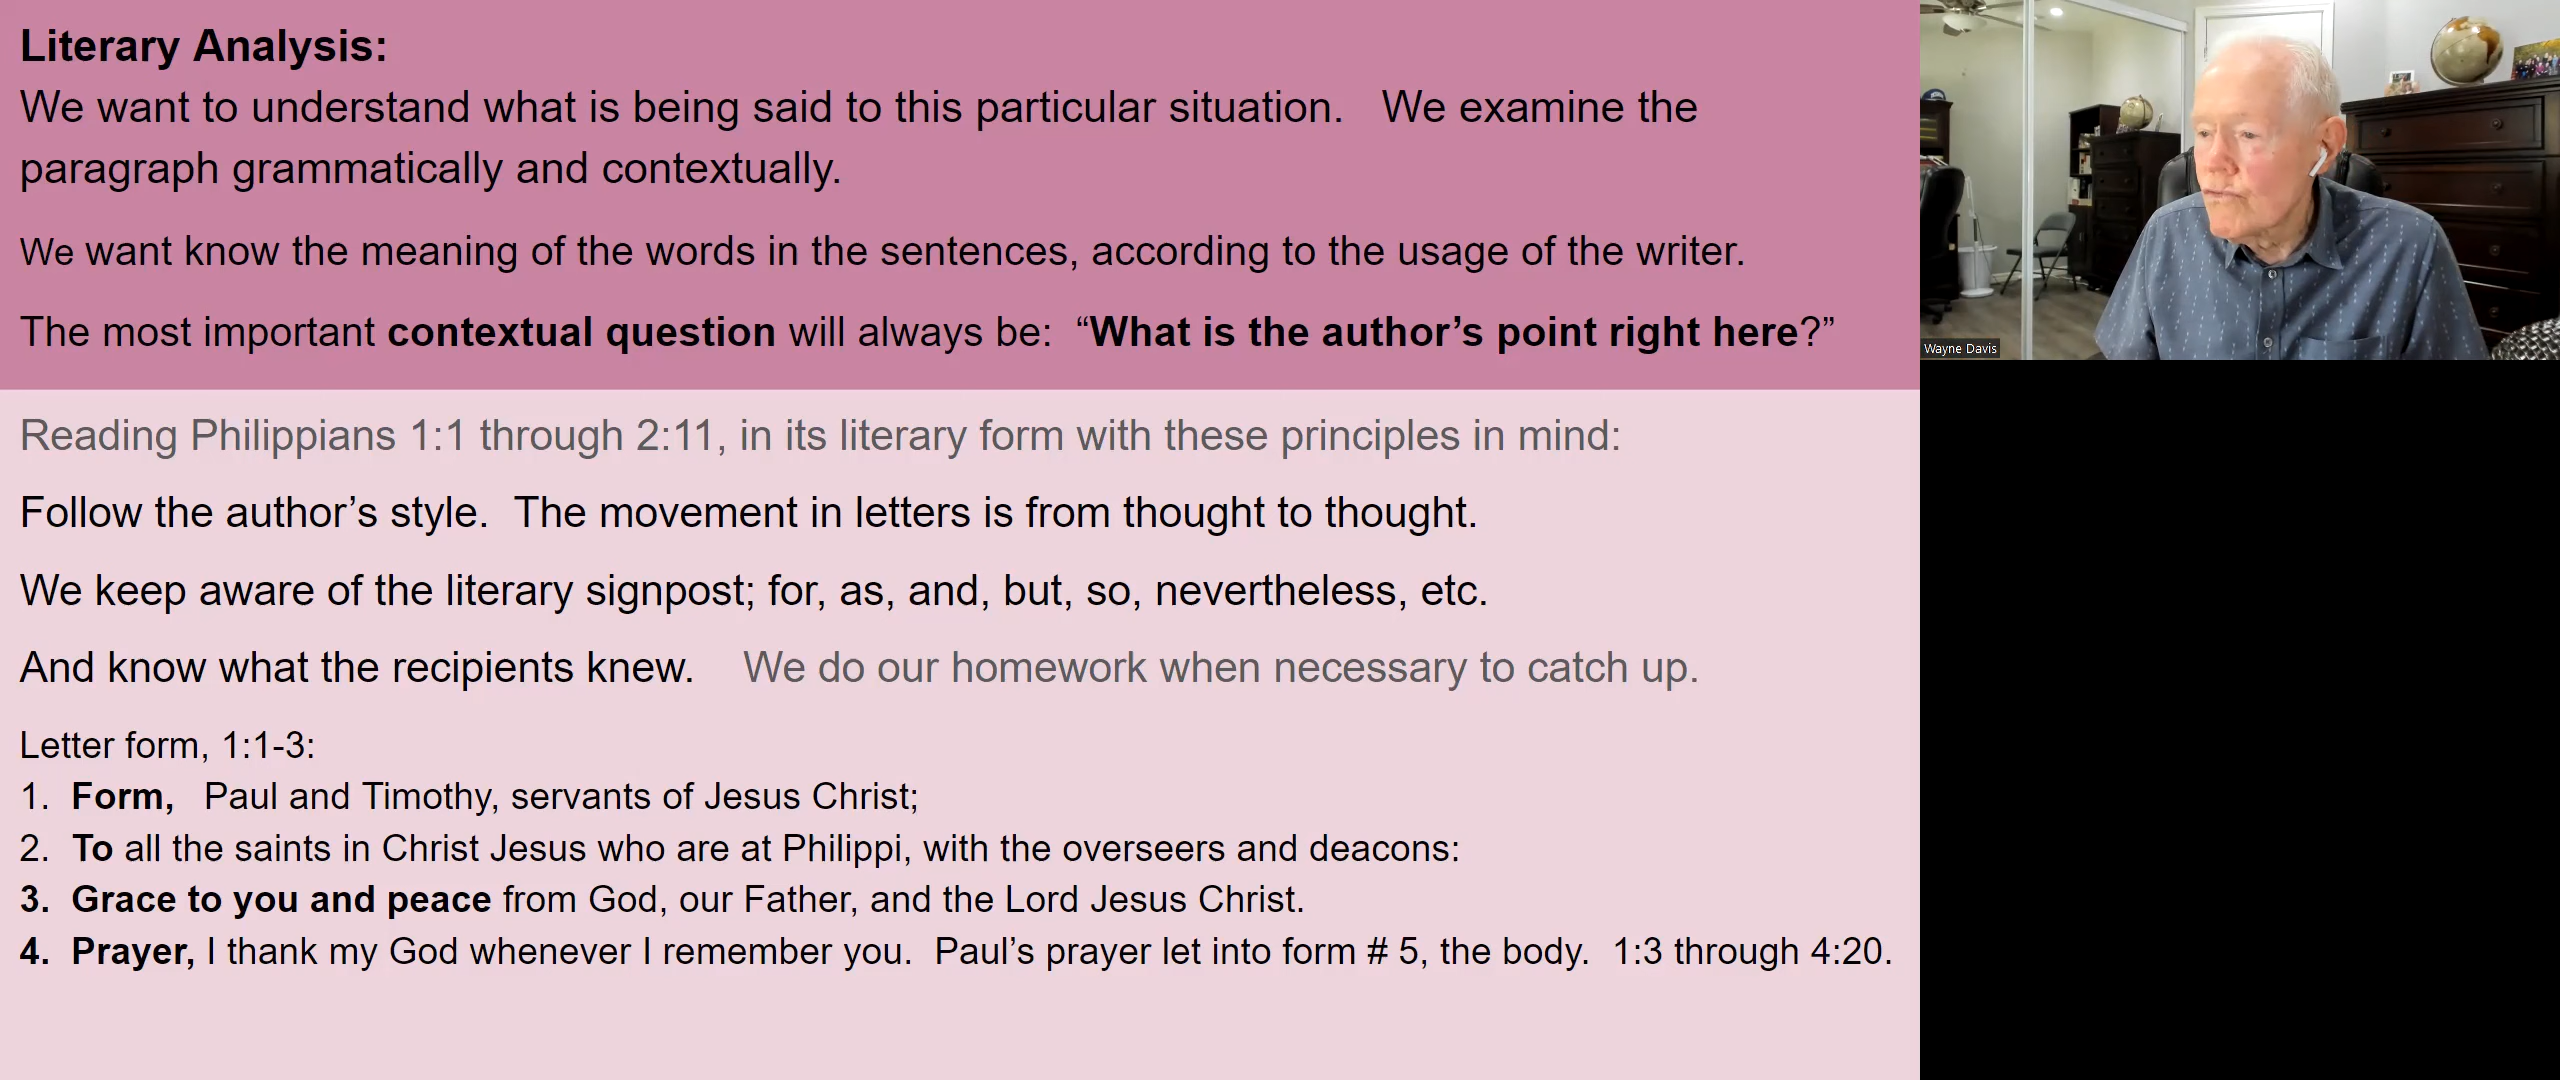 Literary Analysis:
We want to understand what is being said to this particular situation. We examine the
paragraph grammatically and contextually.
We want know the meaning of the words in the sentences, according to the usage of the writer.
The most important contextual question will always be: “What is the author’s point right here?”
Reading Philippians 1:1 through 2:11, in its literary form with these principles in mind:
Follow the author’s style. The movement in letters is from thought to thought.
We keep aware of the literary signpost; for, as, and, but, so, nevertheless, etc.
And know what the recipients knew. We do our homework when necessary to catch up.
Letter form, 1:1-3:
1. Form, Paul and Timothy, servants of Jesus Christ;
2. To all the saints in Christ Jesus who are at Philippi, with the overseers and deacons:
3. Grace to you and peace from God, our Father, and the Lord Jesus Christ.
4. Prayer, I thank my God whenever I remember you. Paul’s prayer let into form # 5, the body. 1:3 through 4:20.
Wayne Davis